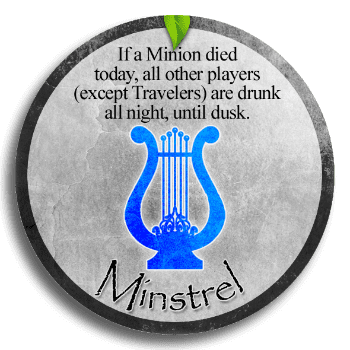 If a Minion died
today, all other players
(except Travelers) are drunk
all night, until dusk.
Minstrel